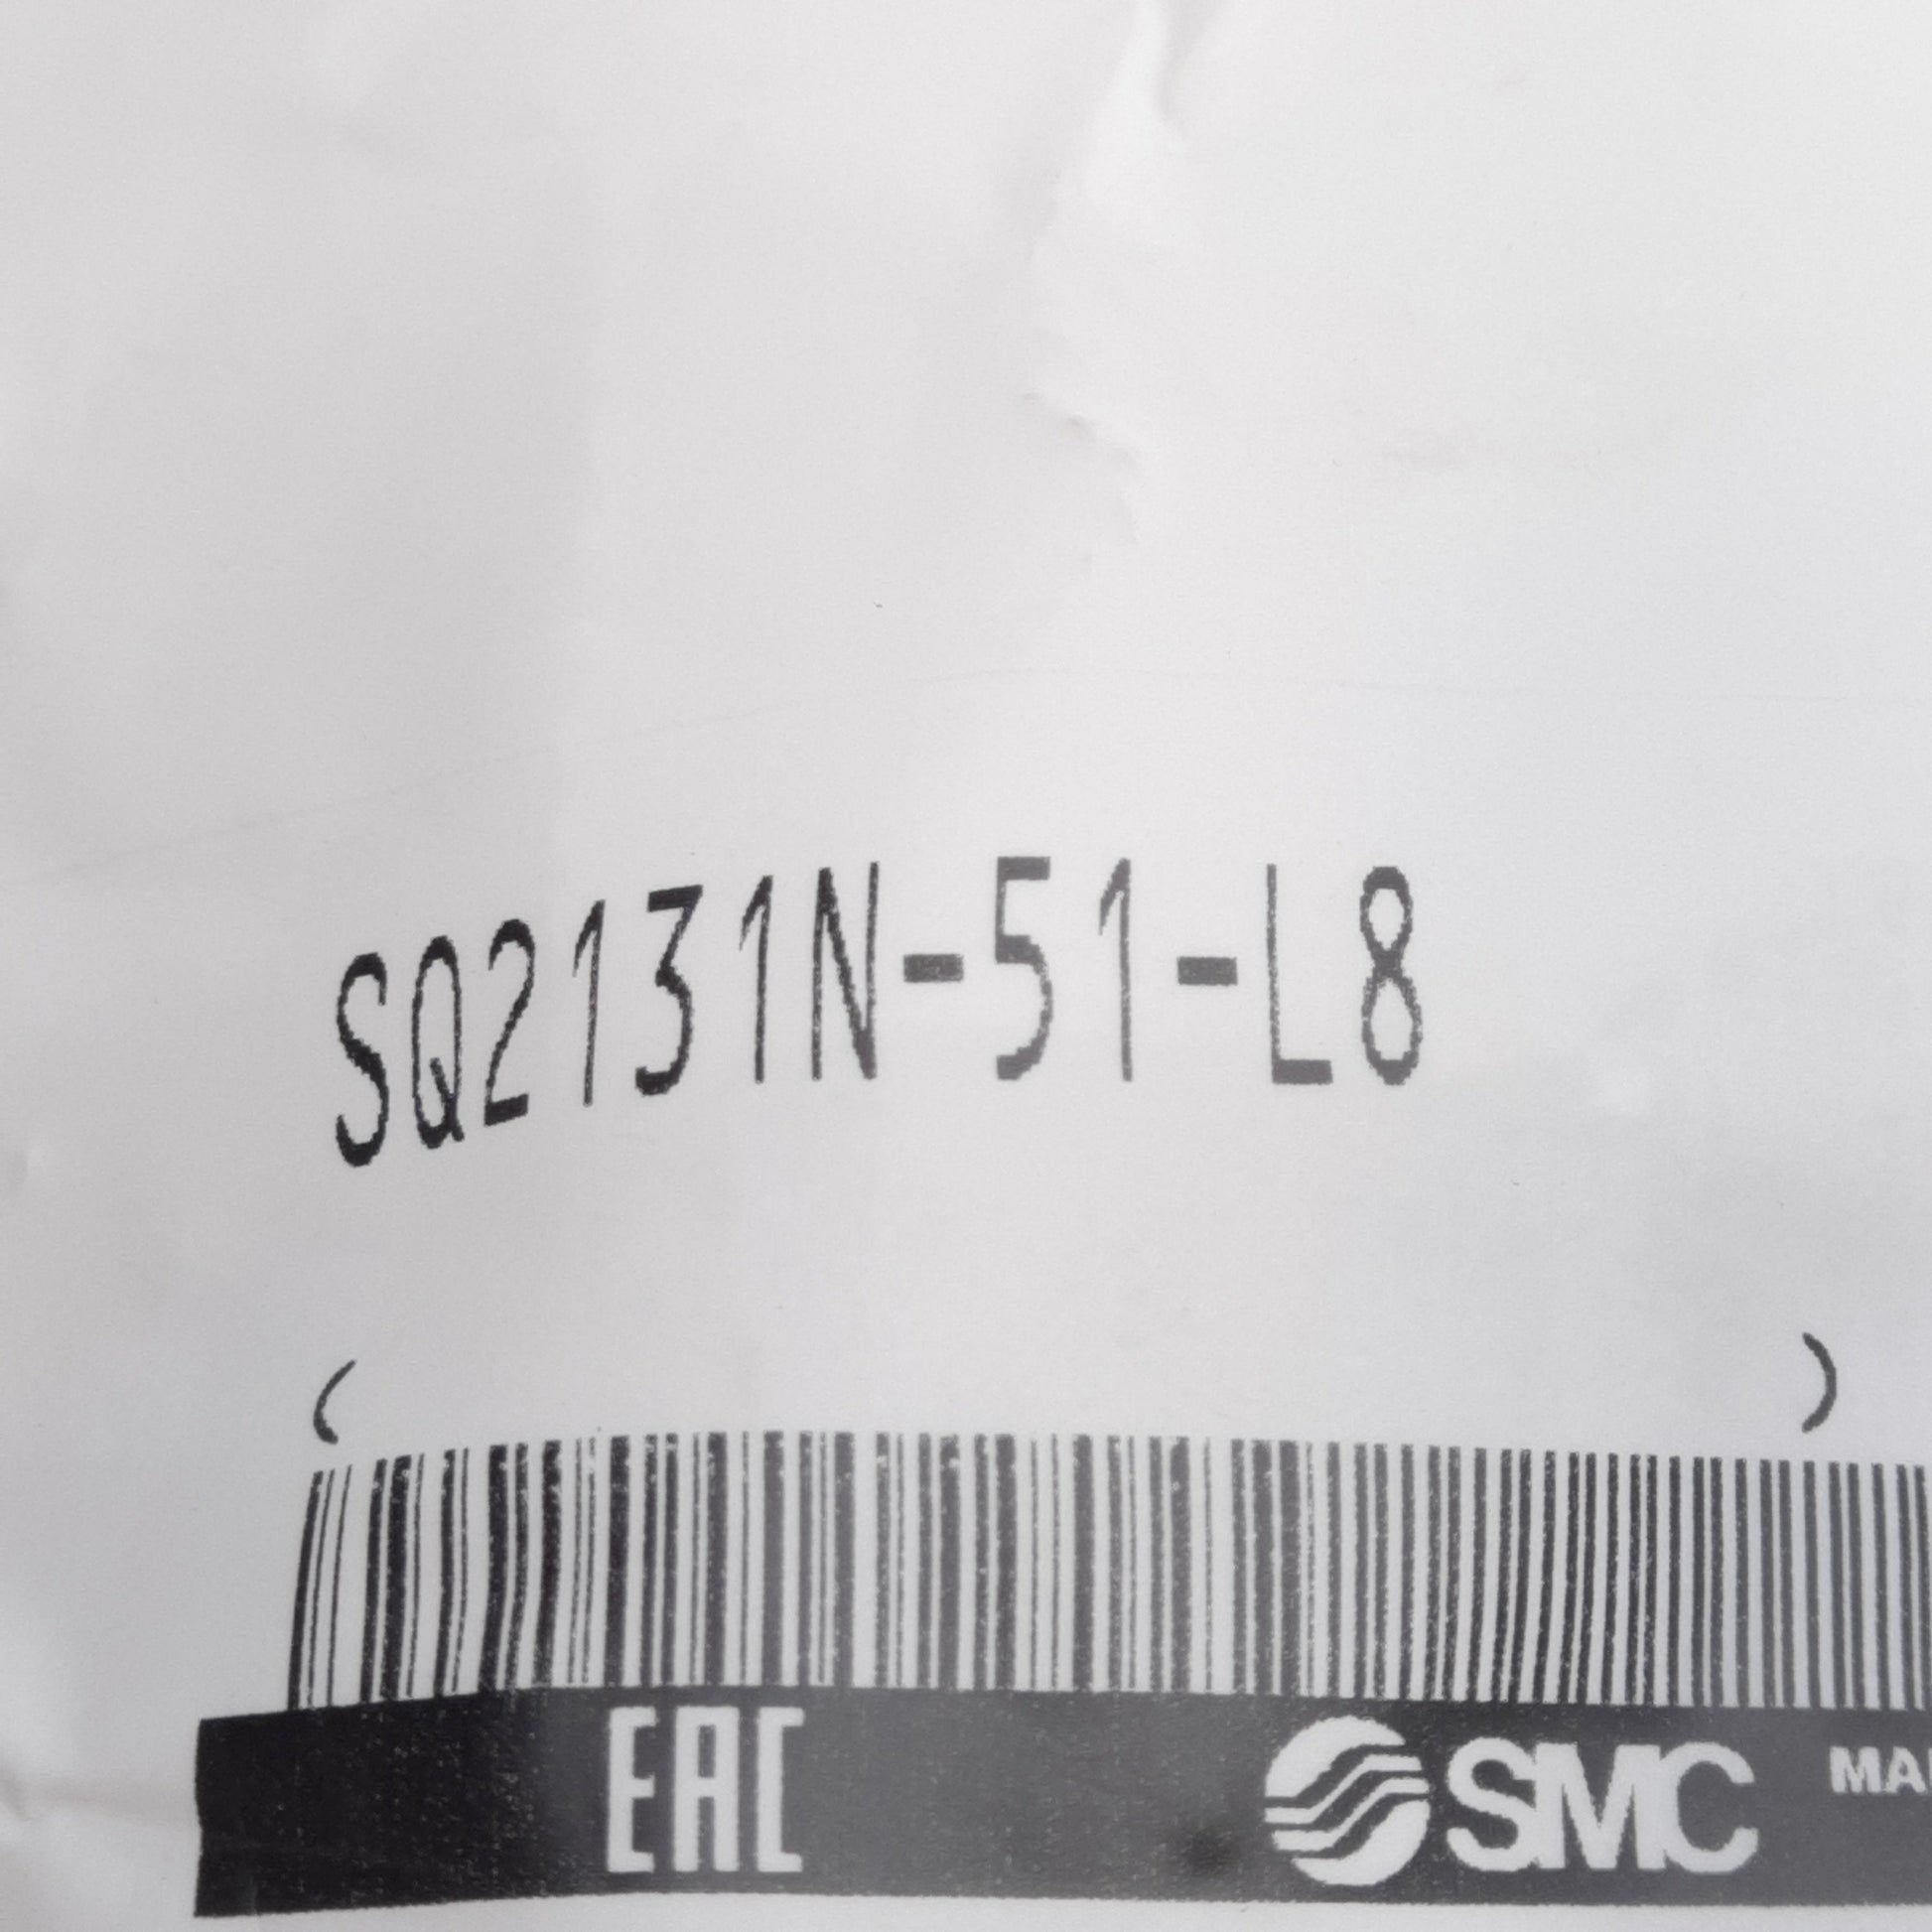 SQ2131N-51-L8
( )
EAC SMC